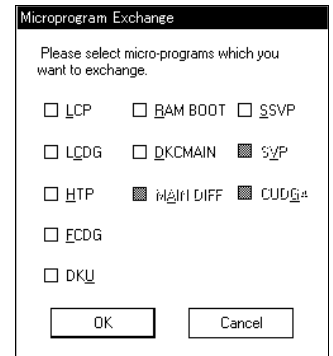 Microprogram Exchange
Please select micro-programs which you
want to exchange.
LCP RAM BOOT SSVP
LCDG DKCMAIN SVP
HTP MAIN DIFF CUDG4
FCDG
DKU
OK Cancel